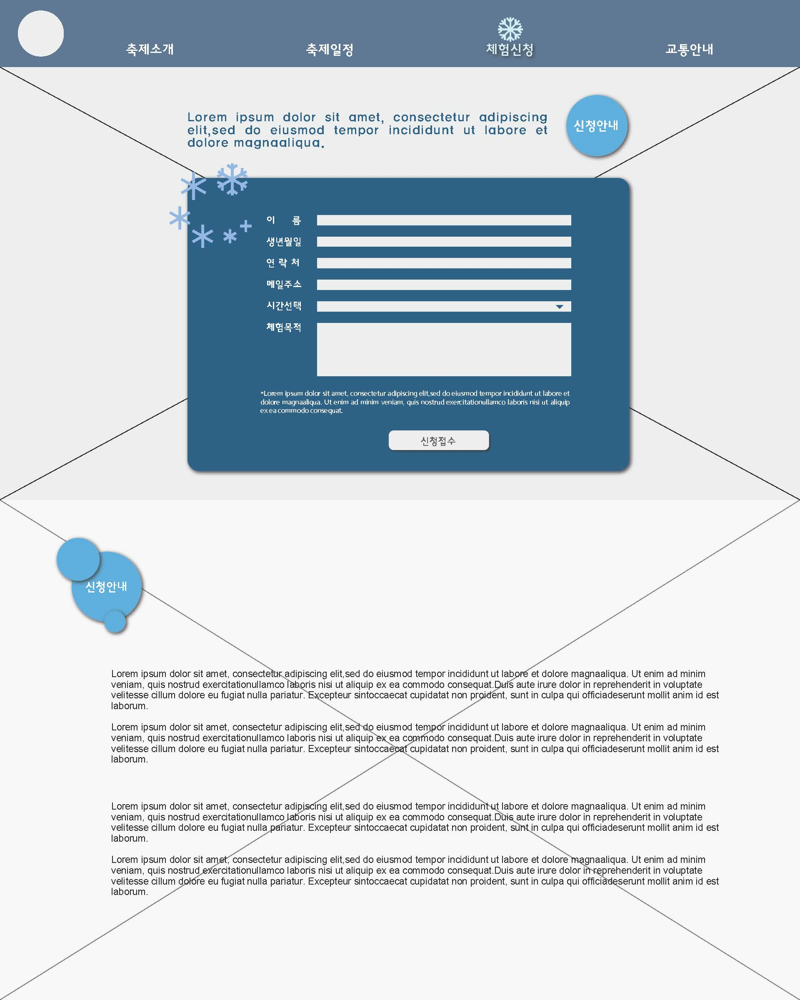 축제소개
축제일정
체험신청
교통안내
Lorem ipsum dolor sit amet, consectetur adipiscing
elit,sed do eiusmod tempor incididunt ut labore et
dolore magnaaliqua.
신청안내
이 름
생년월일
연 락 처
메일주소
시간선택
체험목적
*Lorem ipsum dolor sit amet, consectetur adipiscing elit,sed do eiusmod tempor incididunt ut labore et
dolore magnaaliqua. Ut enim ad minim veniam, quis nostrud exercitationullamco laboris nisi ut aliquip
ex ea commodo consequat.
신청접수
신청안내
Lorem ipsum dolor sit amet, consectetur adipiscing elit,sed do eiusmod tempor incididunt ut labore et dolore magnaaliqua. Ut enim ad minim
veniam, quis nostrud exercitationullamco laboris nisi ut aliquip ex ea commodo consequat.Duis aute irure dolor in reprehenderit in voluptate
velitesse cillum dolore eu fugiat nulla pariatur. Excepteur sintoccaecat cupidatat non proident, sunt in culpa qui officiadeserunt mollit anim id est
laborum.
Lorem ipsum dolor sit amet, consectetur adipiscing elit,sed do eiusmod tempor incididunt ut labore et dolore magnaaliqua. Ut enim ad minim
veniam, quis nostrud exercitationullamco laboris nisi ut aliquip ex ea commodo consequat.Duis aute irure dolor in reprehenderit in voluptate
velitesse cillum dolore eu fugiat nulla pariatur. Excepteur sintoccaecat cupidatat non proident, sunt in culpa qui officiadeserunt mollit anim id est
laborum.
Lorem ipsum dolor sit amet, consectetur adipiscing elit,sed do eiusmod tempor incididunt ut labore et dolore magnaaliqua. Ut enim ad minim
veniam, quis nostrud exercitationullamco laboris nisi ut aliquip ex ea commodo consequat.Duis aute irure dolor in reprehenderit in voluptate
velitesse cillum dolore eu fugiat nulla pariatur. Excepteur sintoccaecat cupidatat non proident, sunt in culpa qui officiadeserunt mollit anim id est
laborum.
Lorem ipsum dolor sit amet, consectetur adipiscing elit,sed do eiusmod tempor incididunt ut labore et dolore magnaaliqua. Ut enim ad minim
veniam, quis nostrud exercitationullamco laboris nisi ut aliquip ex ea commodo consequat.Duis aute irure dolor in reprehenderit in voluptate
velitesse cillum dolore eu fugiat nulla pariatur. Excepteur sintoccaecat cupidatat non proident, sunt in culpa qui officiadeserunt mollit anim id est
laborum.